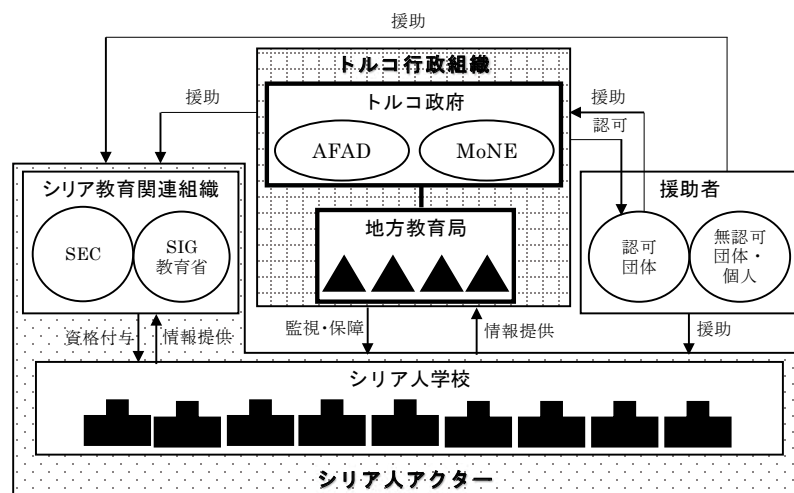 援助
トルコ行政組織
援助
トルコ政府
援助
認可
AFAD
MoNE
シリア教育関連組織
援助者
地方教育局
SEC
SIG
教育省
認可
団体
無認可
団体・
個人
資格付与
情報提供
監視・保障
情報提供
援助
シリア人学校
シリア人アクター